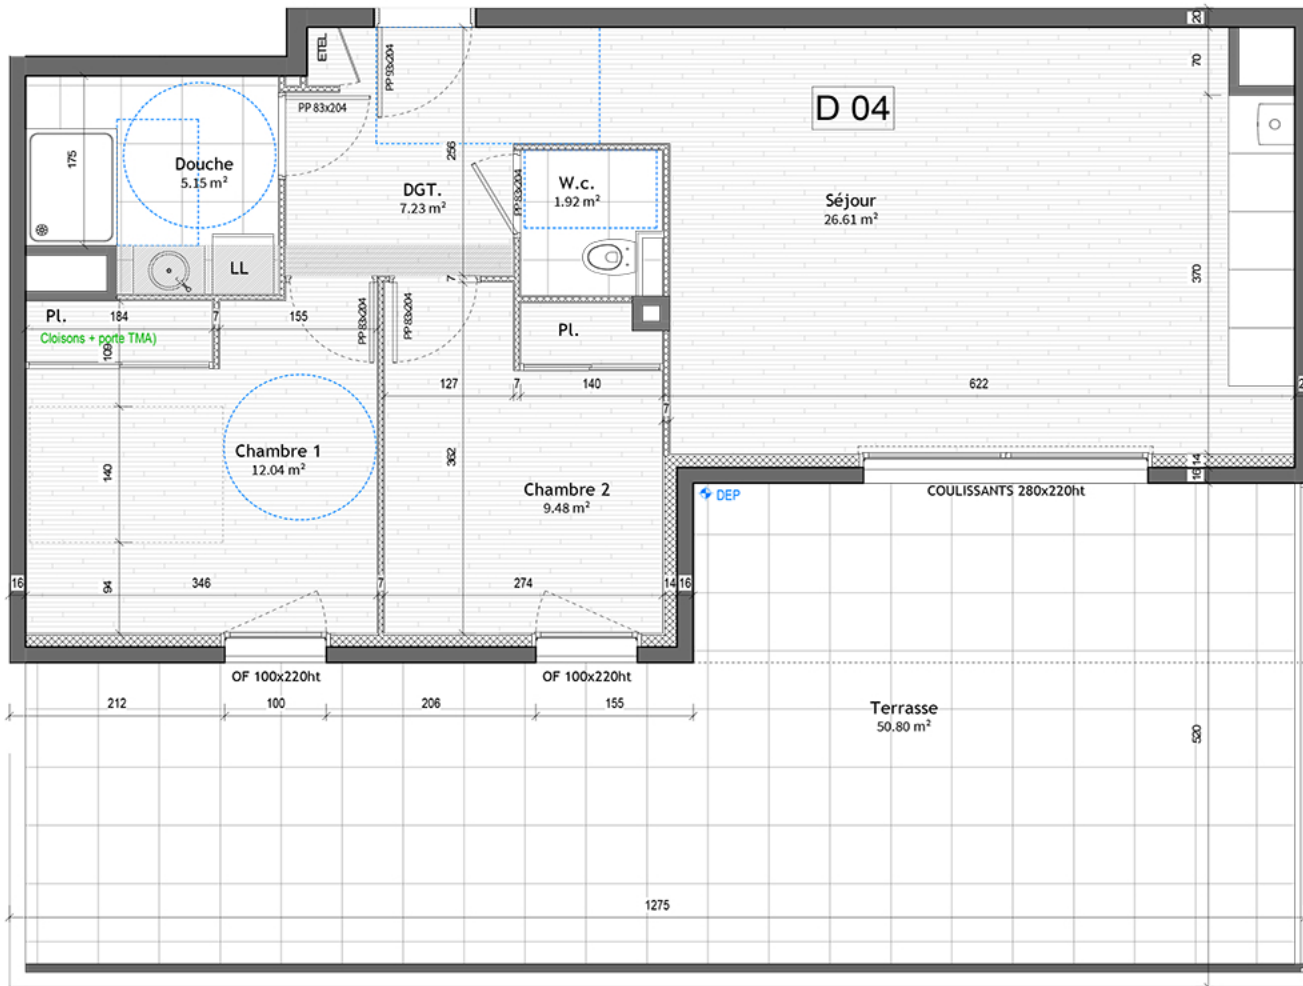 20
ETEL
PP 93x204
70
D 04
PP 83x204
175
Douche
5.15 m²
256
DGT.
7.23 m²
PP 83x204
W.c.
1.92 m²
Séjour
26.61 m²
LL
7
370
Pl.
184
7
155
PP 83x204
PP 83x204
Pl.
Cloisons + porte TMA)
109
127
7
140
622
2
7
Chambre 1
12.04 m²
140
362
14
16
Chambre 2
9.48 m²
DEP
COULISSANTS 280x220ht
94
16
346
7
274
14
16
OF 100x220ht
OF 100x220ht
212
100
206
155
Terrasse
50.80 m²
520
1275